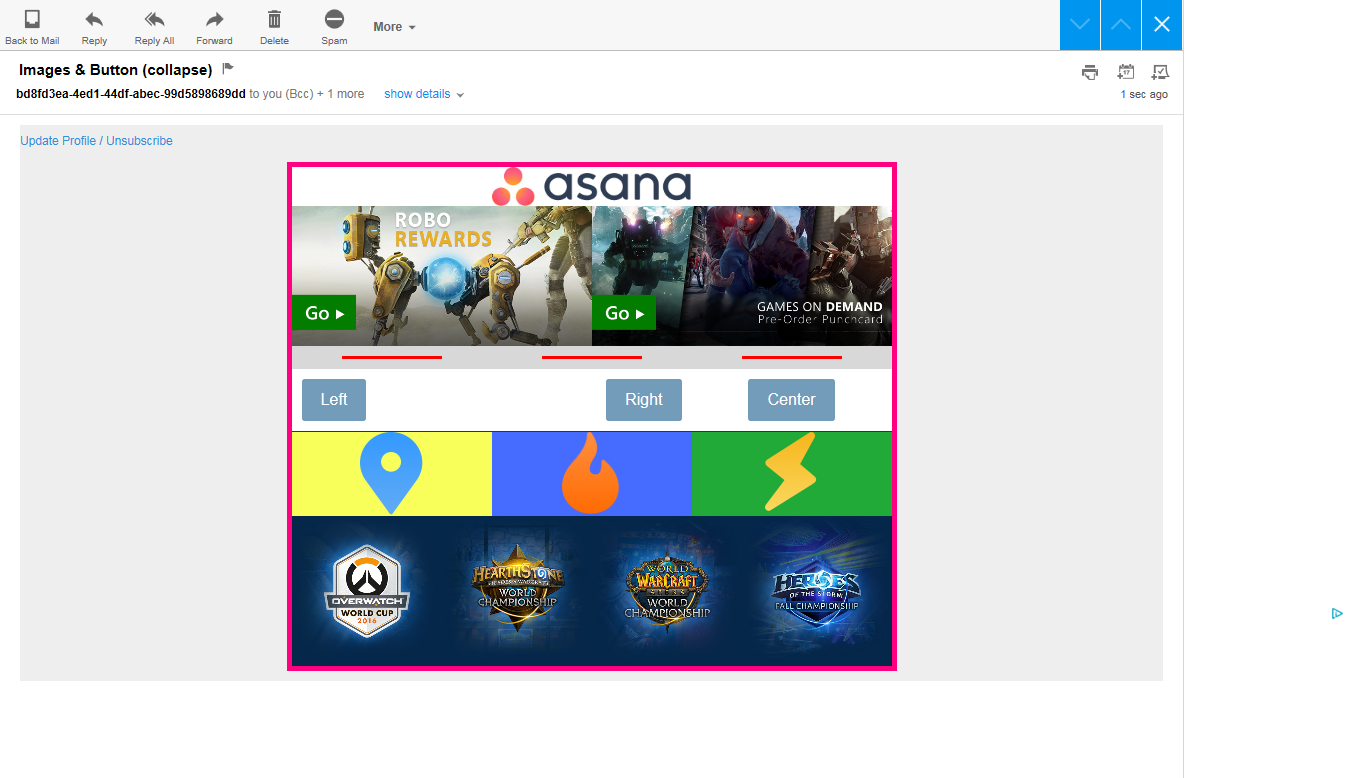 Back to Mail
Reply
Reply All
Forward
Delete
Spam
More
Images & Button (collapse)
bd8fd3ea-4ed1-44df-abec-99d5898689dd to you (Bcc) + 1 more show details
17
1 sec ago
Update Profile / Unsubscribe
asana
ROBO
REWARDS
Go
Go
GAMES ON DEMAND
Pre-Order Punchcard
Left
Right
Center
OVERWATCH
WORLD CUP
2016
HEARTHSTONE
WORLD
CHAMPIONSHIP
WORLD
WARCRAFT
WORLD
CHAMPIONSHIP
HEROES
OF THE STORM
FALL CHAMPIONSHIP